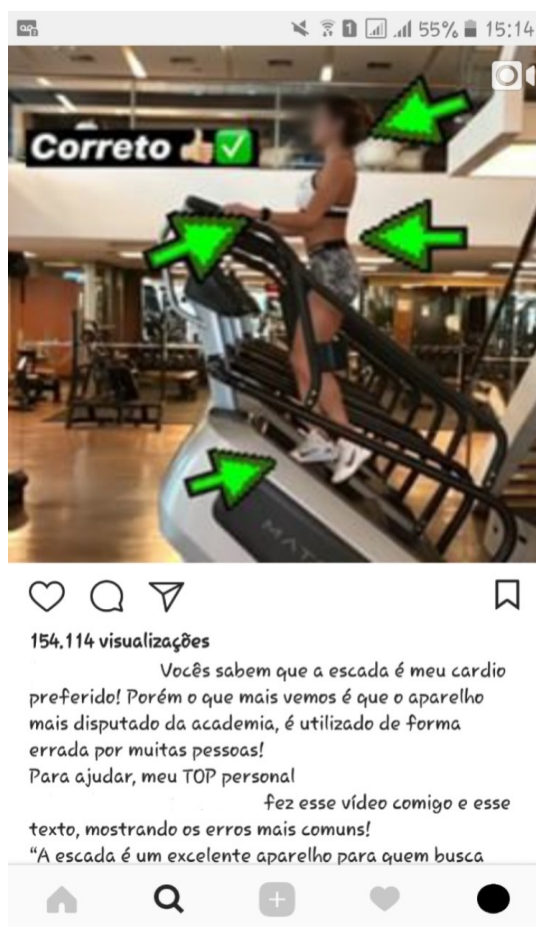 1 55% 15:14
Correto
MAT
154.114 visualizações
Vocês sabem que a escada é meu cardio
preferido! Porém o que mais vemos é que o aparelho
mais disputado da academia, é utilizado de forma
errada por muitas pessoas!
Para ajudar, meu TOP personal
fez esse vídeo comigo e esse
texto, mostrando os erros mais comuns!
“A escada é um excelente aparelho para quem busca